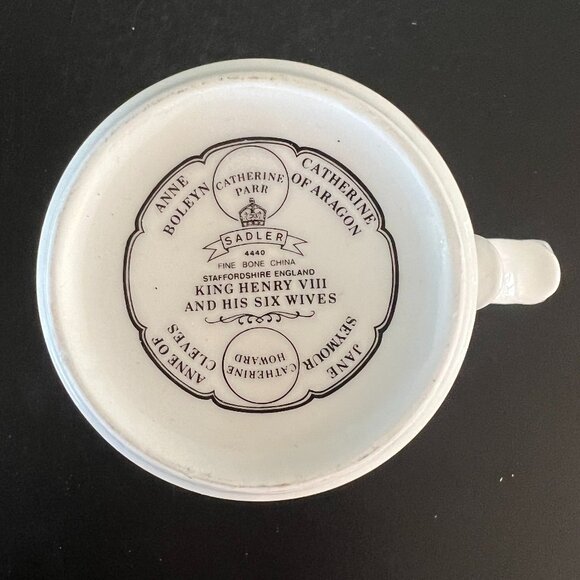 CATHERINE
PARR
CATHERINE
OF ARAGON
JANE
SEYMOUR
CATHERINE
HOWARD
ANNE OF
CLEVES
ANNE
BOLEYN
SADLER
4440
FINE BONE CHINA
STAFFORDSHIRE ENGLAND
KING HENRY VIII
AND HIS SIX WIVES